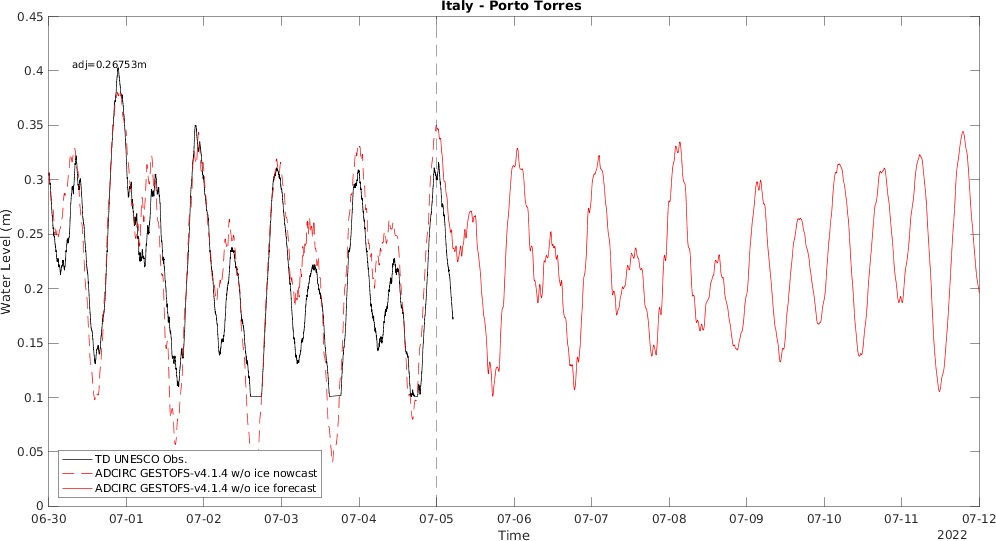 Italy - Porto Torres
0.45
0.4
0.35
0.3
0.25
0.2
0.15
0.1
0.05
0
Water Level (m)
adj=0.26753m
TD UNESCO Obs.
ADCIRC GESTOFS-v4.1.4 w/o ice nowcast
ADCIRC GESTOFS-v4.1.4 w/o ice forecast
06-30 07-01 07-02 07-03 07-04 07-05 07-06 07-07 07-08 07-09 07-10 07-11 07-12
Time
2022